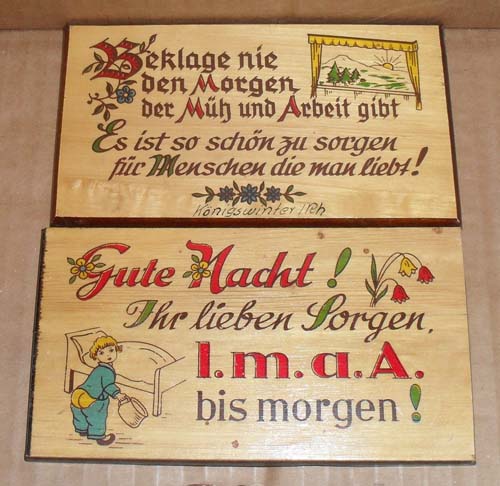 Beklage nie
den Morgen
der Müh und Arbeit gibt
Es ist so schön zu sorgen
für Menschen die man liebt!
Königswinter/Rh
Gute Nacht!
Ihr lieben Sorgen,
l.m.a.A.
bis morgen!